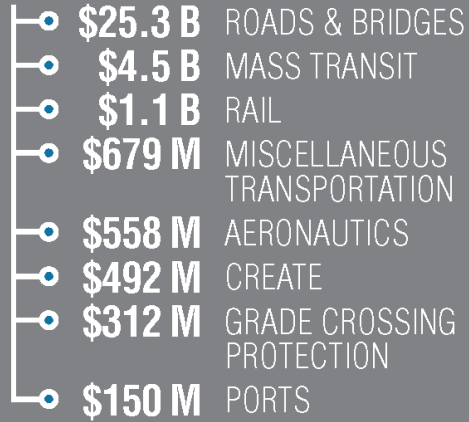 $25.3 B ROADS & BRIDGES
$4.5 B MASS TRANSIT
$1.1 B RAIL
$679 M MISCELLANEOUS
TRANSPORTATION
$558 M AERONAUTICS
$492 M CREATE
$312 M GRADE CROSSING
PROTECTION
$150 M PORTS